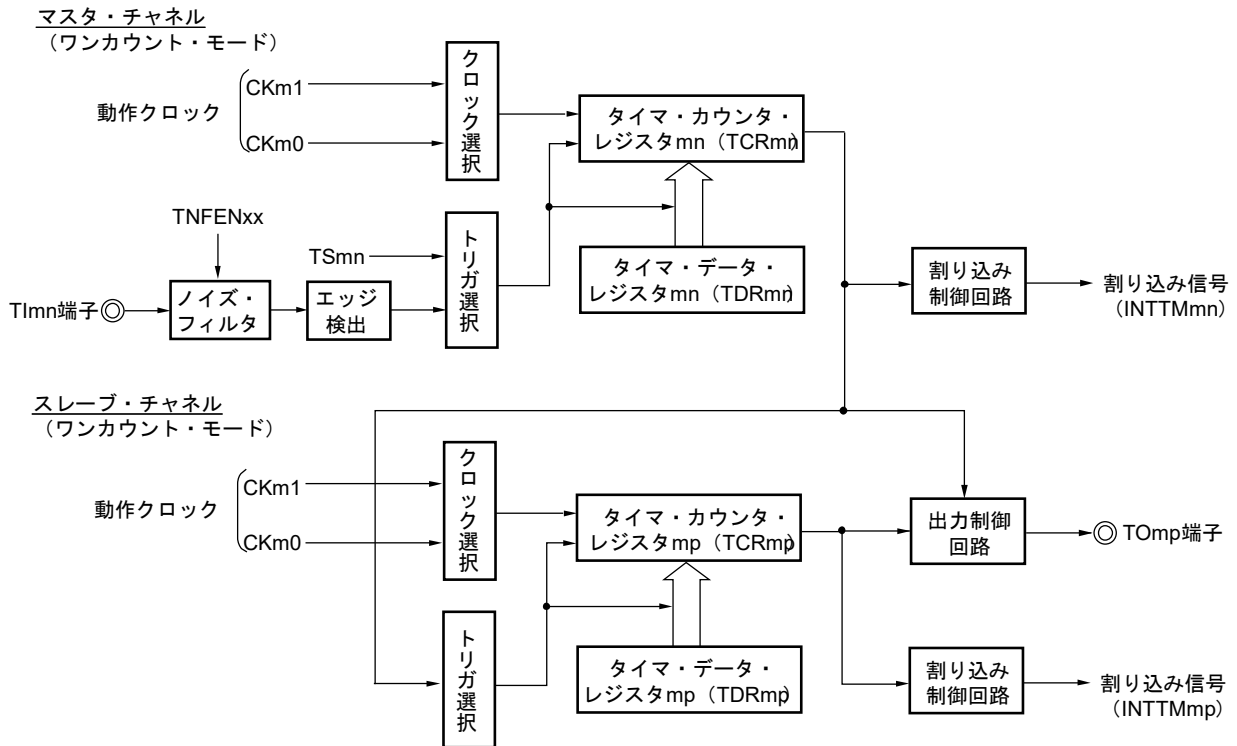 マスタ・チャネル
（ワンカウント・モード）
動作クロック
CKm1
CKm0
クロック選択
タイマ・カウンタ・
レジスタmn（TCRmn）
TNFENxx
TSmn
トリガ選択
タイマ・データ・
レジスタmn（TDRmn）
TImn端子
ノイズ・
フィルタ
エッジ
検出
割り込み
制御回路
割り込み信号
（INTTMmn）
スレーブ・チャネル
（ワンカウント・モード）
動作クロック
CKm1
CKm0
クロック選択
タイマ・カウンタ・
レジスタmp（TCRmp）
出力制御
回路
TOmp端子
トリガ選択
タイマ・データ・
レジスタmp（TDRmp）
割り込み
制御回路
割り込み信号
（INTTMmp）